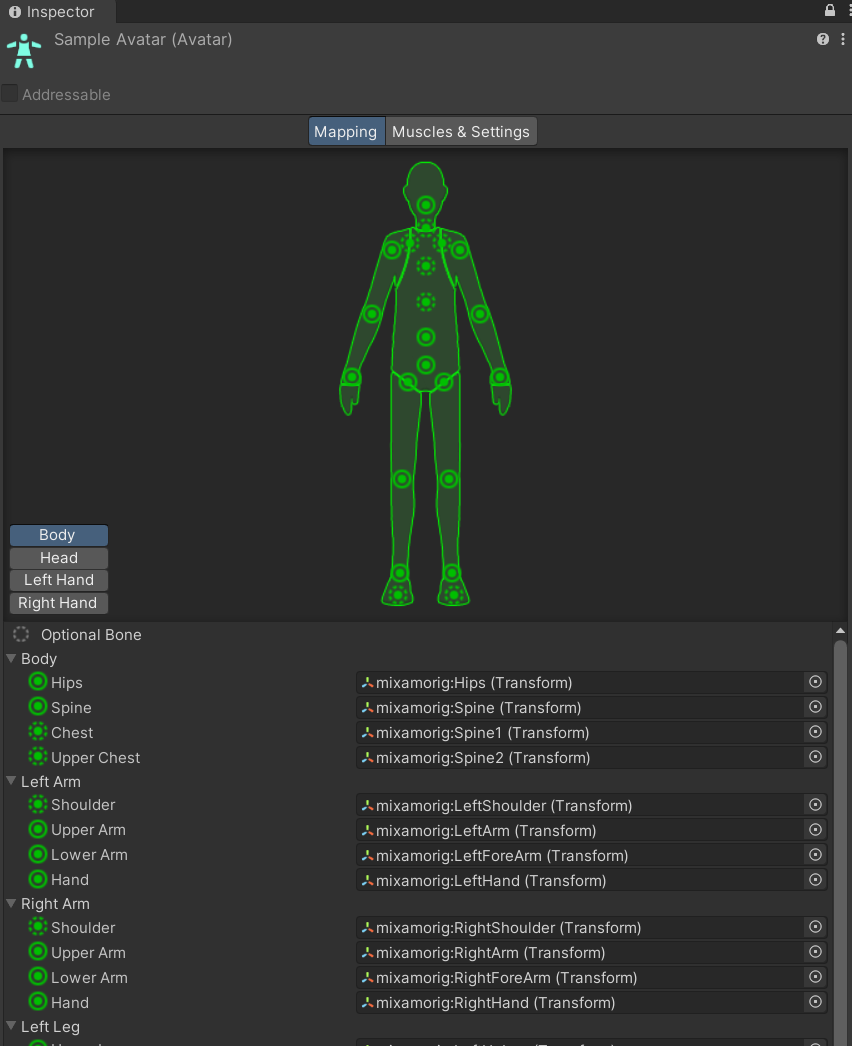 Inspector
Sample Avatar (Avatar)
Addressable
Mapping Muscles & Settings
Body
Head
Left Hand
Right Hand
Optional Bone
Body
Hips mixamorig:Hips (Transform)
Spine mixamorig:Spine (Transform)
Chest mixamorig:Spine1 (Transform)
Upper Chest mixamorig:Spine2 (Transform)
Left Arm
Shoulder mixamorig:LeftShoulder (Transform)
Upper Arm mixamorig:LeftArm (Transform)
Lower Arm mixamorig:LeftForeArm (Transform)
Hand mixamorig:LeftHand (Transform)
Right Arm
Shoulder mixamorig:RightShoulder (Transform)
Upper Arm mixamorig:RightArm (Transform)
Lower Arm mixamorig:RightForeArm (Transform)
Hand mixamorig:RightHand (Transform)
Left Leg